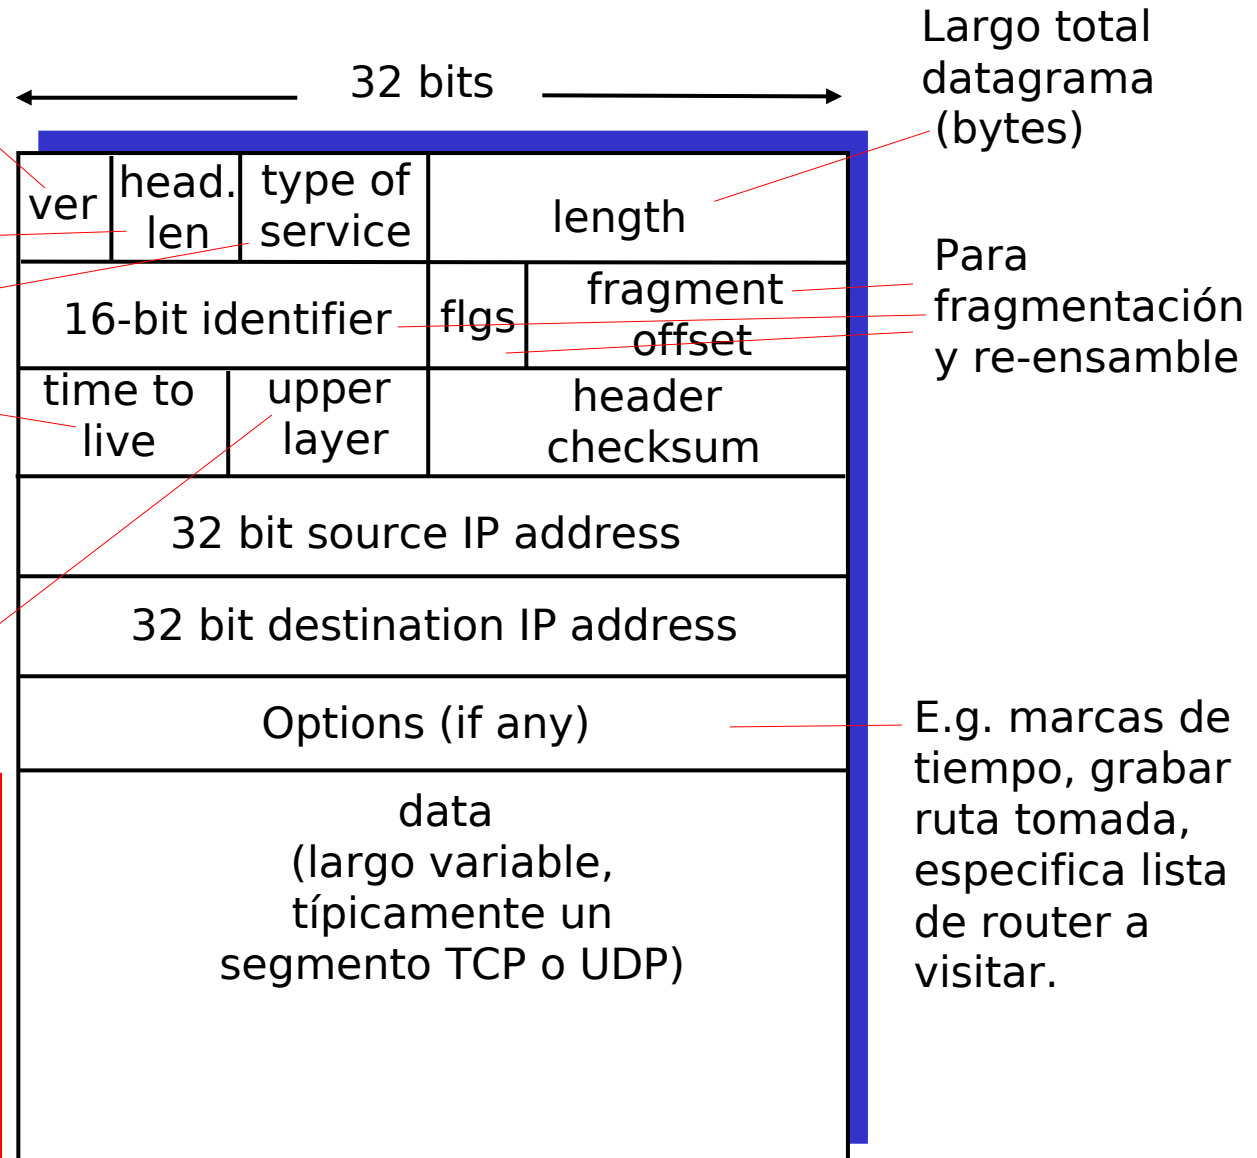 Largo total
datagrama
(bytes)
32 bits
ver
head.
len
type of
service
length
Para
fragmentación
y re-ensamble
16-bit identifier
flgs
fragment
offset
time to
live
upper
layer
header
checksum
32 bit source IP address
32 bit destination IP address
Options (if any)
E.g. marcas de
tiempo, grabar
ruta tomada,
especifica lista
de router a
visitar.
data
(largo variable,
típicamente un
segmento TCP o UDP)